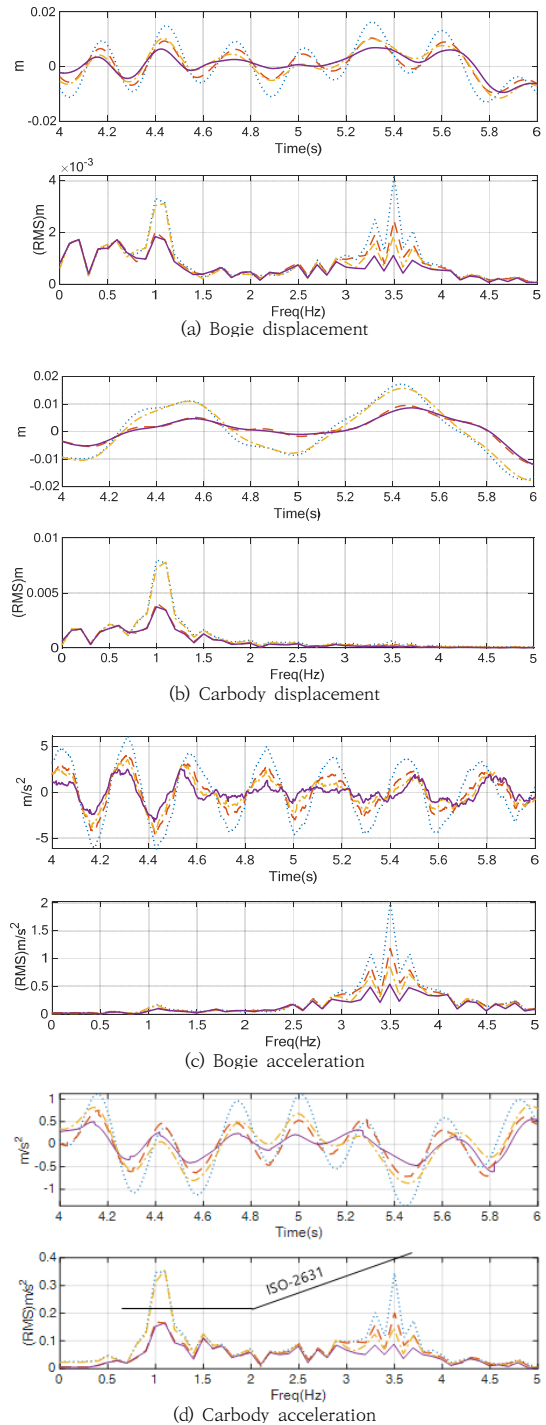 0.02
0
-0.02
m
4 4.2 4.4 4.6 4.8 5 5.2 5.4 5.6 5.8 6
Time(s)
×10⁻³
4
2
0
(RMS)m
0 0.5 1 1.5 2 2.5 3 3.5 4 4.5 5
Freq(Hz)
(a) Bogie displacement
0.02
0.01
0
-0.01
-0.02
m
4 4.2 4.4 4.6 4.8 5 5.2 5.4 5.6 5.8 6
Time(s)
0.01
0.005
0
(RMS)m
0 0.5 1 1.5 2 2.5 3 3.5 4 4.5 5
Freq(Hz)
(b) Carbody displacement
5
0
-5
m/s²
4 4.2 4.4 4.6 4.8 5 5.2 5.4 5.6 5.8 6
Time(s)
2
1.5
1
0.5
0
(RMS)m/s²
0 0.5 1 1.5 2 2.5 3 3.5 4 4.5 5
Freq(Hz)
(c) Bogie acceleration
1
0.5
0
-0.5
-1
m/s²
4 4.2 4.4 4.6 4.8 5 5.2 5.4 5.6 5.8 6
Time(s)
0.4
0.3
0.2
0.1
0
(RMS)m/s²
ISO-2631
0 0.5 1 1.5 2 2.5 3 3.5 4 4.5 5
Freq(Hz)
(d) Carbody acceleration